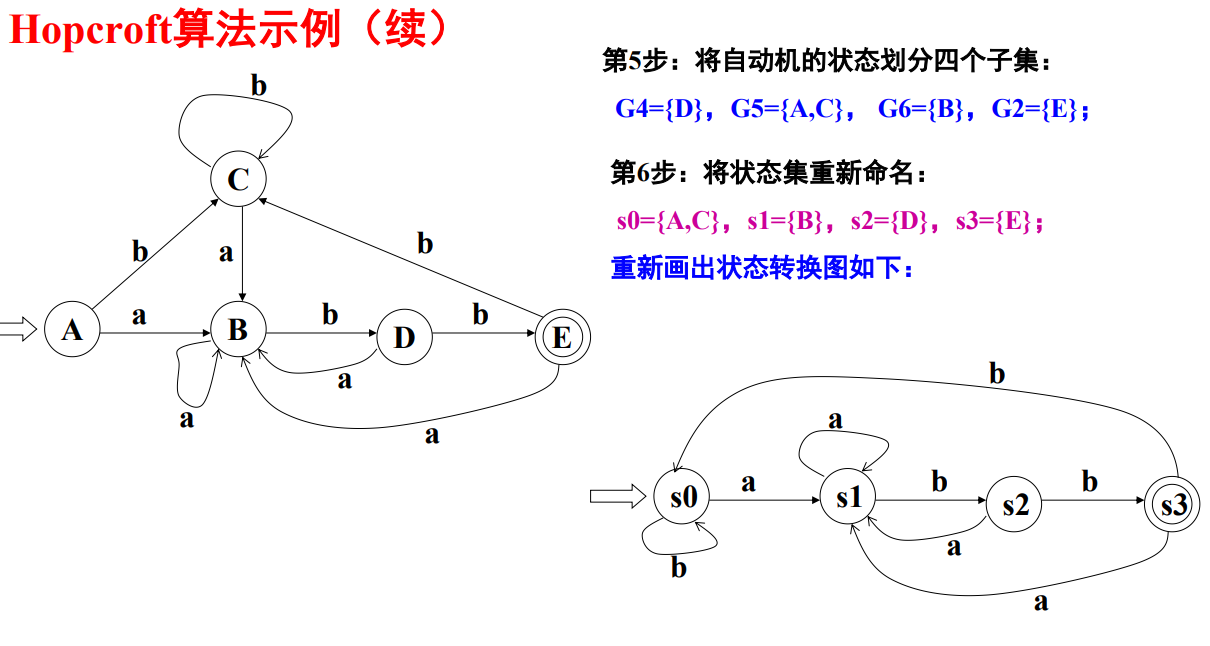 Hopcroft算法示例（续）
第5步：将自动机的状态划分四个子集：
G4={D}，G5={A,C}， G6={B}，G2={E}；
第6步：将状态集重新命名：
s0={A,C}，s1={B}，s2={D}，s3={E}；
重新画出状态转换图如下：
b
C
b
a
b
A
a
B
b
D
b
E
a
a
a
b
a
s0
a
s1
b
s2
b
s3
b
a
a